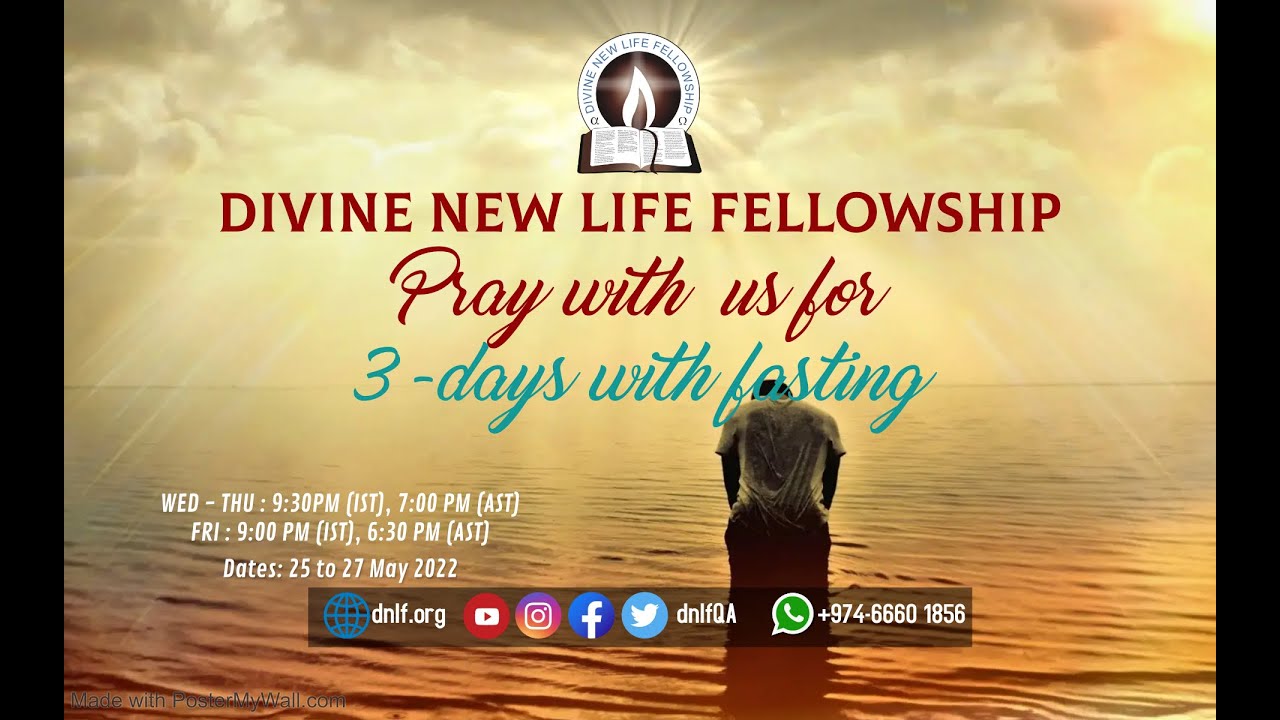 DIVINE NEW LIFE FELLOWSHIP
α Ω
DIVINE NEW LIFE FELLOWSHIP
Pray with us for
3 -days with fasting
WED – THU : 9:30PM (IST), 7:00 PM (AST)
FRI : 9:00 PM (IST), 6:30 PM (AST)
Dates: 25 to 27 May 2022
dnlf.org dnlfQA +974-6660 1856
Made with PosterMyWall.com